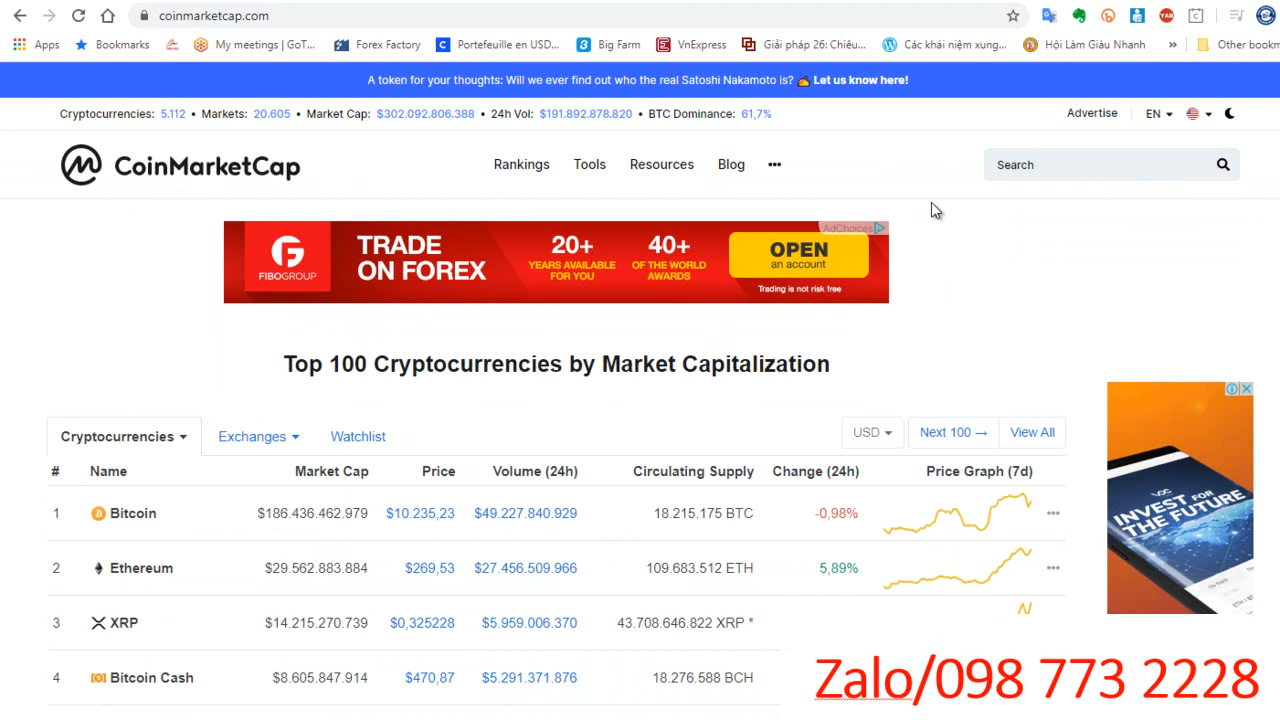 coinmarketcap.com
Apps Bookmarks My meetings | GoT... Forex Factory Portefeuille en USD... Big Farm VnExpress Giải pháp 26: Chiêu... Các khái niệm xung... Hội Làm Giàu Nhanh » Other bookm
A token for your thoughts: Will we ever find out who the real Satoshi Nakamoto is? ✍ Let us know here!
Cryptocurrencies: 5.112 • Markets: 20.605 • Market Cap: $302.092.806.388 • 24h Vol: $191.892.878.820 • BTC Dominance: 61,7% Advertise EN
CoinMarketCap Rankings Tools Resources Blog ••• Search
AdChoices
TRADE ON FOREX
20+ YEARS AVAILABLE FOR YOU
40+ OF THE WORLD AWARDS
OPEN an account
FIBOGROUP
Trading is not risk free
Top 100 Cryptocurrencies by Market Capitalization
Cryptocurrencies Exchanges Watchlist USD Next 100 → View All
# Name Market Cap Price Volume (24h) Circulating Supply Change (24h) Price Graph (7d)
1 Bitcoin $186.436.462.979 $10.235,23 $49.227.840.929 18.215.175 BTC -0,98%
2 Ethereum $29.562.883.884 $269,53 $27.456.509.966 109.683.512 ETH 5,89%
3 XRP $14.215.270.739 $0,325228 $5.959.006.370 43.708.646.822 XRP *
4 Bitcoin Cash $8.605.847.914 $470,87 $5.291.371.876 18.276.588 BCH
INVEST FOR
THE FUTURE
Zalo/098 773 2228